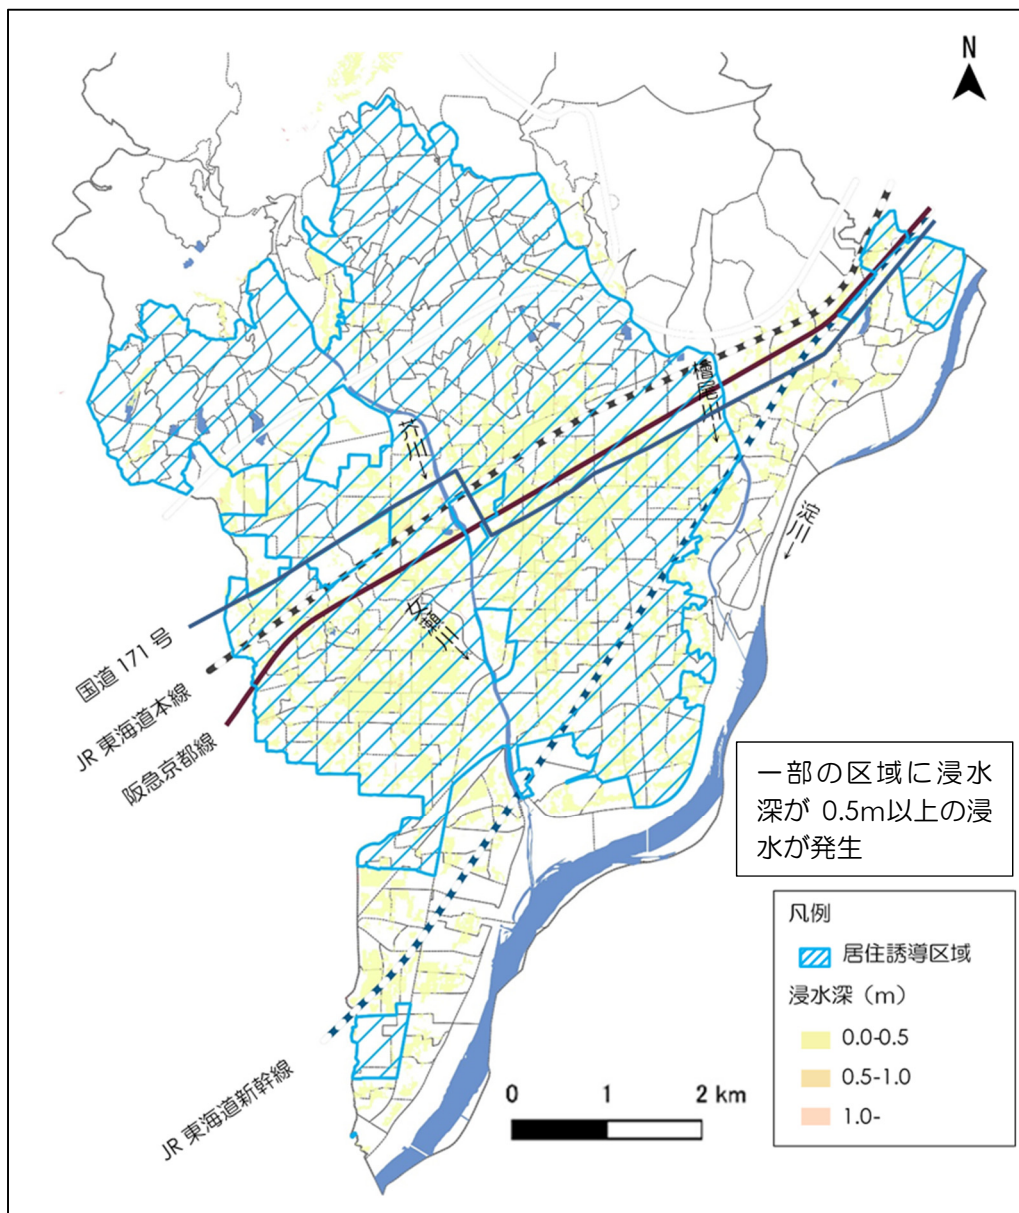 N
桧尾川→
芥川→
淀川→
女瀬川→
国道171号
JR東海道本線
阪急京都線
JR東海道新幹線
一部の区域に浸水
深が 0.5m以上の浸
水が発生
凡例
居住誘導区域
浸水深（m）
0.0-0.5
0.5-1.0
1.0-
0 1 2 km